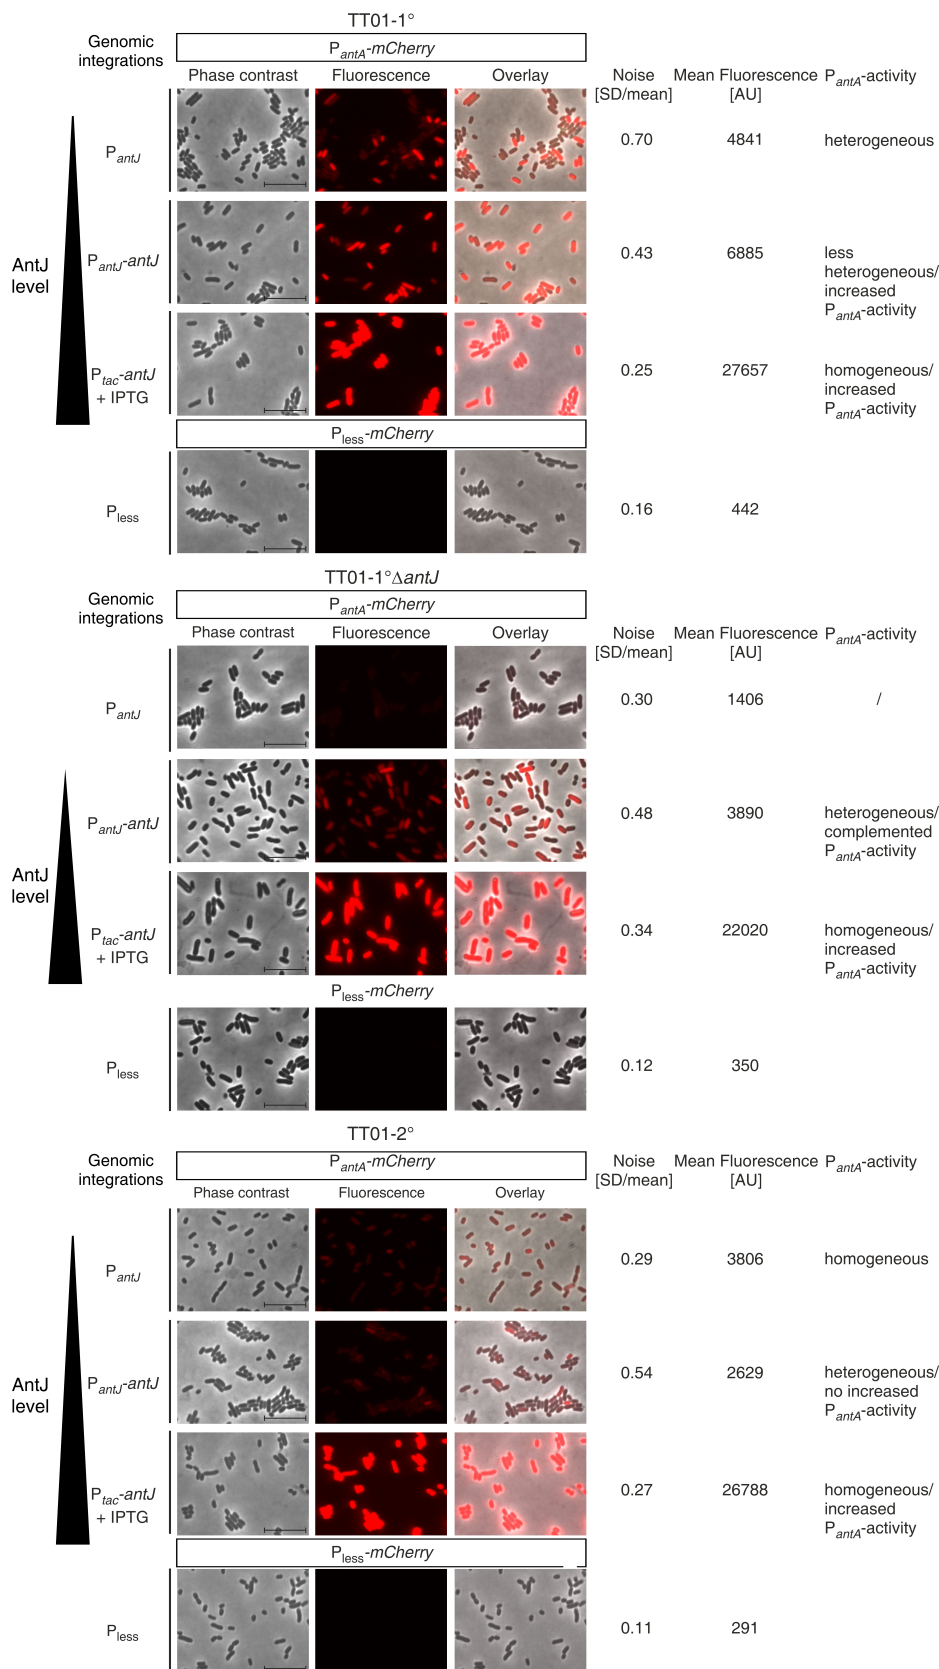 TT01-1°
Genomic
integrations
PantA-mCherry
Phase contrast Fluorescence Overlay
Noise
[SD/mean]
Mean Fluorescence
[AU]
PantA-activity
AntJ
level
PantJ
0.70 4841 heterogeneous
PantJ-antJ
0.43 6885 less
heterogeneous/
increased
PantA-activity
Ptac-antJ
+ IPTG
0.25 27657 homogeneous/
increased
PantA-activity
Pless-mCherry
Pless
0.16 442
TT01-1°ΔantJ
Genomic
integrations
PantA-mCherry
Phase contrast Fluorescence Overlay
Noise
[SD/mean]
Mean Fluorescence
[AU]
PantA-activity
PantJ
0.30 1406 /
AntJ
level
PantJ-antJ
0.48 3890 heterogeneous/
complemented
PantA-activity
Ptac-antJ
+ IPTG
0.34 22020 homogeneous/
increased
PantA-activity
Pless-mCherry
Pless
0.12 350
TT01-2°
Genomic
integrations
PantA-mCherry
Phase contrast Fluorescence Overlay
Noise
[SD/mean]
Mean Fluorescence
[AU]
PantA-activity
AntJ
level
PantJ
0.29 3806 homogeneous
PantJ-antJ
0.54 2629 heterogeneous/
no increased
PantA-activity
Ptac-antJ
+ IPTG
0.27 26788 homogeneous/
increased
PantA-activity
Pless-mCherry
Pless
0.11 291